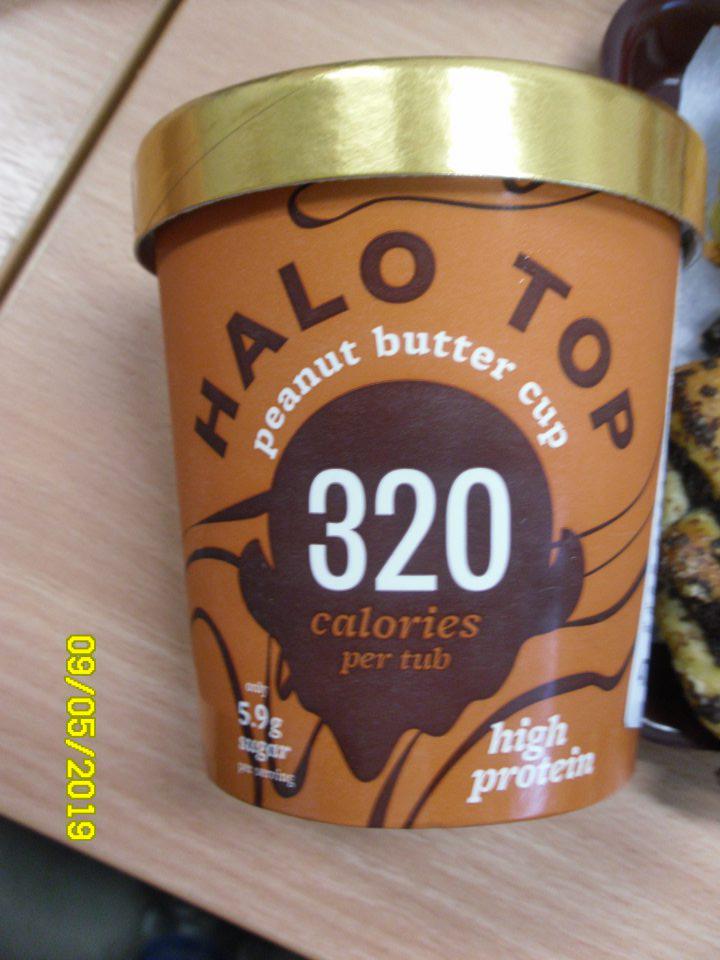 HALO TOP
peanut butter cup
320
calories
per tub
only
5.9g
sugar
per serving
high
protein
09/05/2019